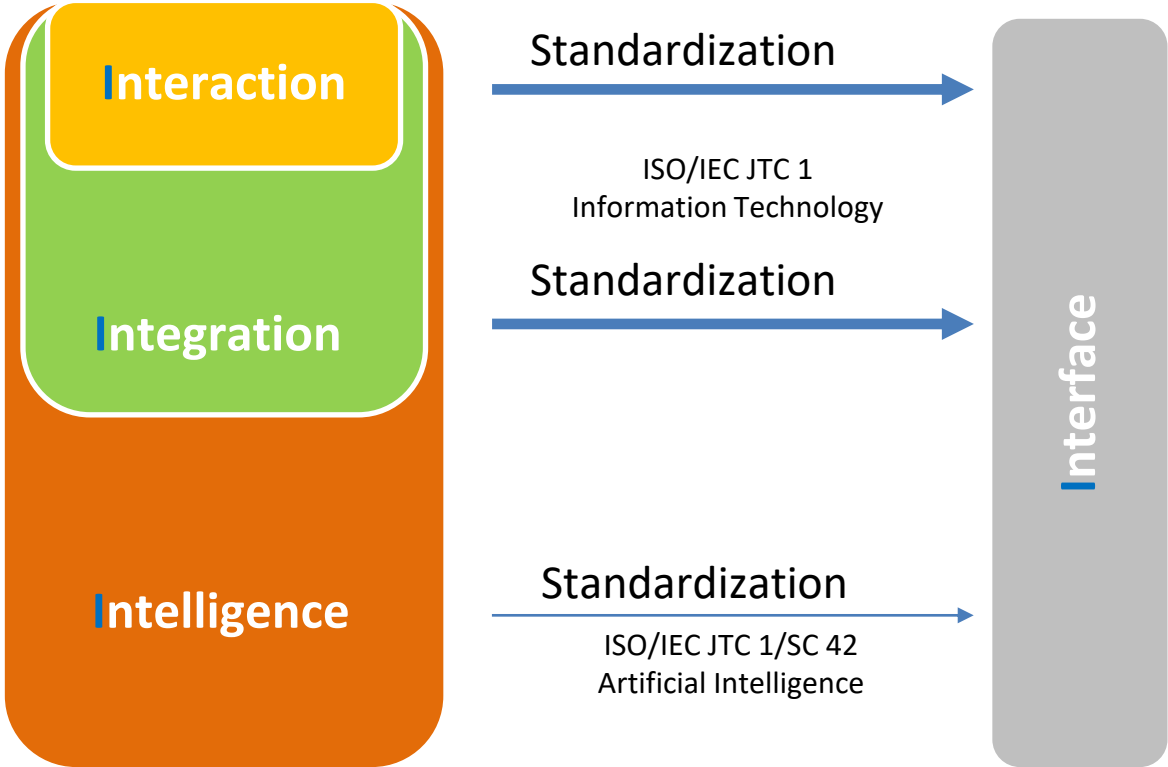 Interaction
Standardization
ISO/IEC JTC 1
Information Technology
Standardization
Integration
Interface
Standardization
Intelligence
ISO/IEC JTC 1/SC 42
Artificial Intelligence